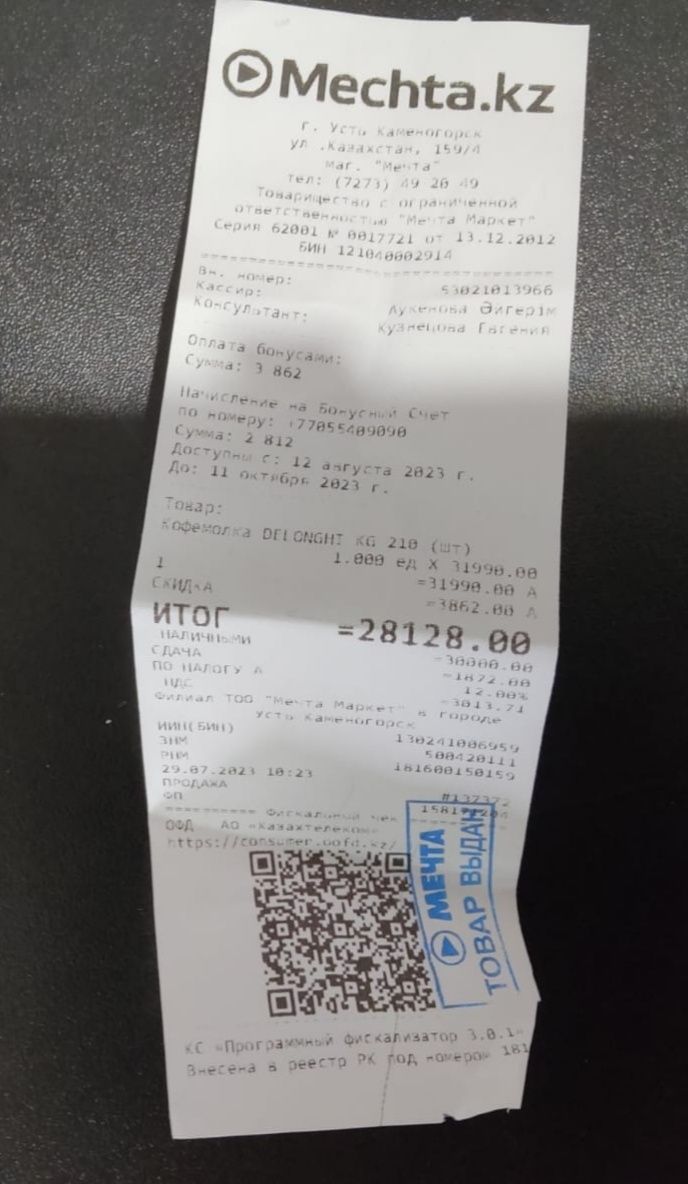 Mechta.kz
г. Усть Каменогорск
ул .Казахстан, 159/4
маг. "Мечта"
тел: (7273) 49 20 49
Товарищество с ограниченной
ответственностью "Мечта Маркет"
Серия 62001 № 0017721 от 13.12.2012
БИН 121040002914
Вн. номер: 53021013966
Кассир: Аукенова Әйгерім
Консультант: Кузнецова Евгения
Оплата бонусами:
Сумма: 3 862
Начисление на Бонусный Счет
по номеру: +77055409090
Сумма: 2 812
Доступны с: 12 августа 2023 г.
До: 11 октября 2023 г.
Товар:
Кофемолка DELONGHI KG 210 (шт)
1.000 ед X 31990.00
1 =31990.00 А
СКИДКА =3862.00 А
ИТОГ =28128.00
НАЛИЧНЫМИ =30000.00
СДАЧА =1872.00
ПО НАЛОГУ А 12.00%
НДС =3013.71
Филиал ТОО "Мечта Маркет" в городе
Усть Каменогорск
ИИН(БИН) 130241006959
ЗНМ 500420111
РНМ 181600150159
29.07.2023 10:23
ПРОДАЖА #137372
ФП
Фискальный чек
ОФД АО «Казахтелеком»
https://consumer.oofd.kz/
МЕЧТА
ТОВАР ВЫДАН
КС «Программный фискализатор 3.0.1»
Внесена в реестр РК под номером 181